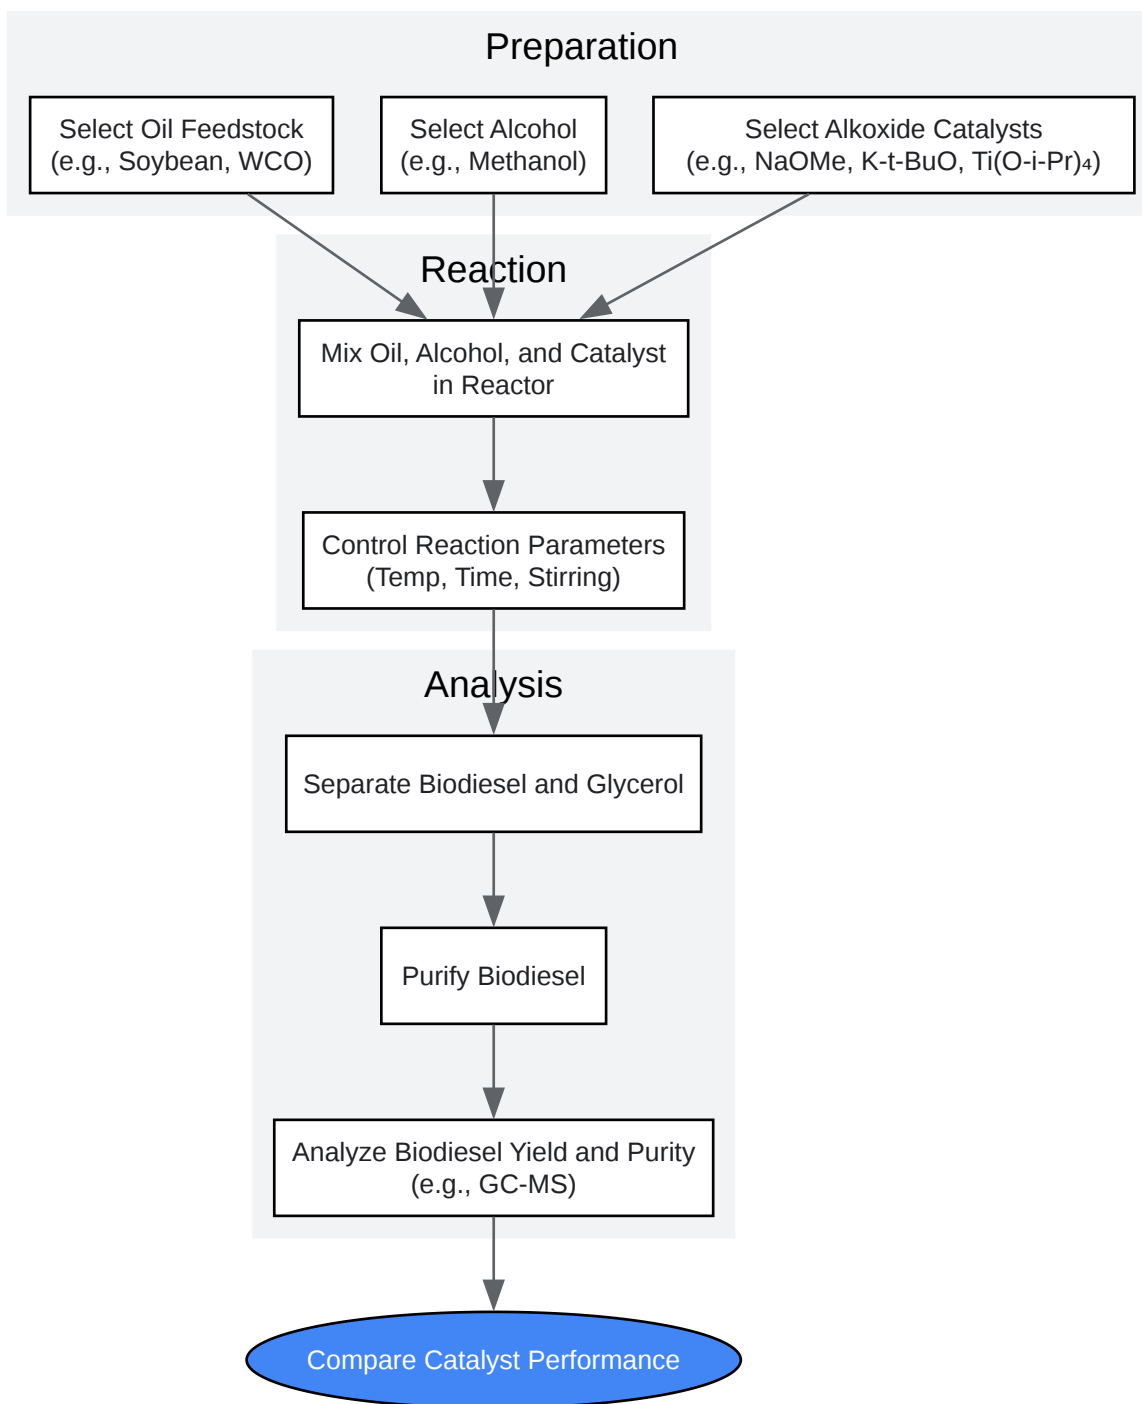 Preparation
Select Oil Feedstock
(e.g., Soybean, WCO)
Select Alcohol
(e.g., Methanol)
Select Alkoxide Catalysts
(e.g., NaOMe, K-t-BuO, Ti(O-i-Pr)₄)
Reaction
Mix Oil, Alcohol, and Catalyst
in Reactor
Control Reaction Parameters
(Temp, Time, Stirring)
Analysis
Separate Biodiesel and Glycerol
Purify Biodiesel
Analyze Biodiesel Yield and Purity
(e.g., GC-MS)
Compare Catalyst Performance